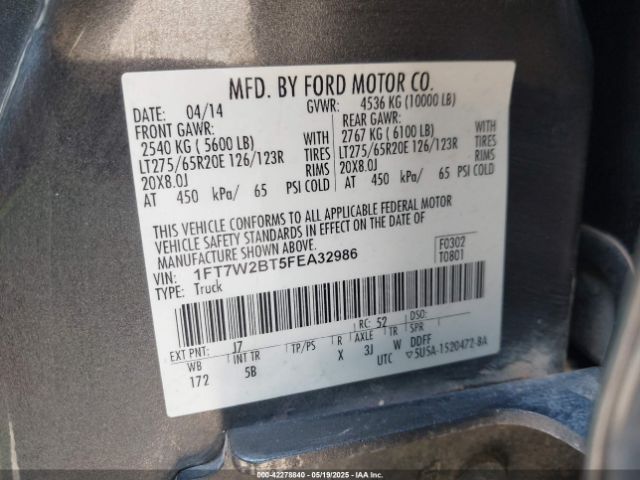 MFD. BY FORD MOTOR CO.
DATE: 04/14 GVWR: 4536 KG (10000 LB)
FRONT GAWR: REAR GAWR:
2540 KG ( 5600 LB) WITH 2767 KG ( 6100 LB) WITH
LT275/65R20E 126/123R TIRES LT275/65R20E 126/123R TIRES
20X8.0J RIMS 20X8.0J RIMS
AT 450 kPa/ 65 PSI COLD AT 450 kPa/ 65 PSI COLD
THIS VEHICLE CONFORMS TO ALL APPLICABLE FEDERAL MOTOR
VEHICLE SAFETY STANDARDS IN EFFECT ON THE DATE OF
MANUFACTURE SHOWN ABOVE.
VIN: 1FT7W2BT5FEA32986 F0302
TYPE: Truck T0801
EXT PNT: J7 RC: 52 DSO:
WB INT TR TP/PS R AXLE TR SPR
172 5B X 3J W DDFF
UTC ▽5U5A-1520472-BA
000-42278840 - 05/19/2025 - IAAI.COM